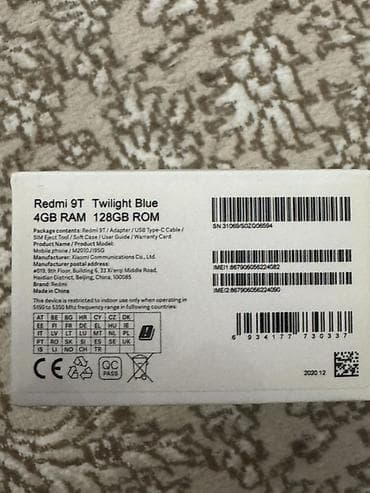 Redmi 9T Twilight Blue
4GB RAM 128GB ROM
Package contents: Redmi 9T / Adapter / USB Type-C Cable /
SIM Eject Tool / Soft Case / User Guide / Warranty Card
Product Name / Product Model:
Mobile phone / M2010J19SG
Manufacturer: Xiaomi Communications Co., Ltd.
Manufacturer postal address:
#019, 9th Floor, Building 6, 33 Xi'erqi Middle Road,
Haidian District, Beijing, China, 100085
Brand: Redmi
Made in China
This device is restricted to indoor use only when operating in
5150 to 5350 MHz frequency range in following countries:
AT BE BG HR CY CZ DK
EE FI FR DE EL HU IE
IT LV LT LU MT NL PL
PT RO SK SI ES SE UK
IS LI NO CH TR
CE
QC
PASS
SN: 31069/S0ZG06594
IMEI1: 867906056224082
IMEI2: 867906056224090
6 934177 730337
2020.12